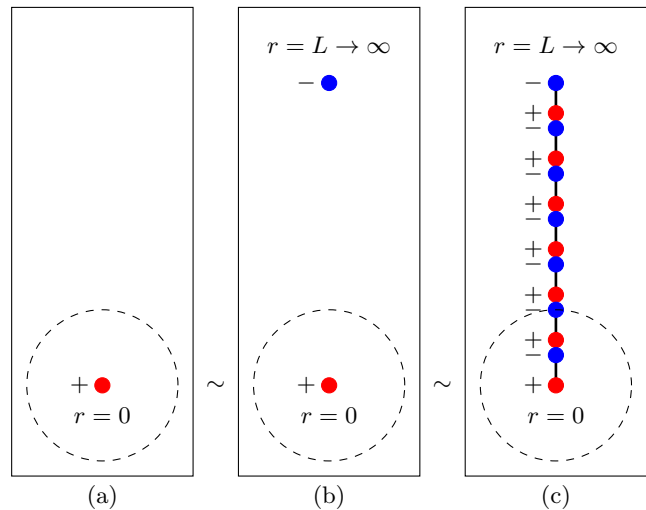 +
r = 0
(a)
∼
r = L → ∞
−
+
r = 0
(b)
∼
r = L → ∞
−
+
−
+
−
+
−
+
−
+
−
+
−
+
r = 0
(c)